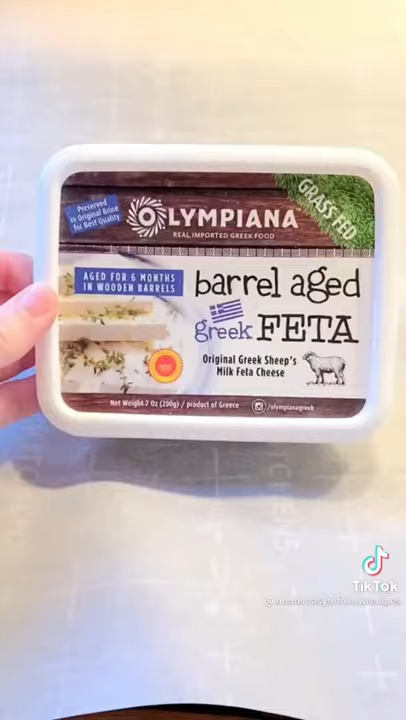 GRASS FED
Preserved
in Original Brine
for Best Quality
OLYMPIANA
REAL IMPORTED GREEK FOOD
AGED FOR 6 MONTHS
IN WOODEN BARRELS
barrel aged
greek FETA
Original Greek Sheep's
Milk Feta Cheese
Net Weight 7 Oz (200g) / product of Greece
/olympianagreek
TikTok